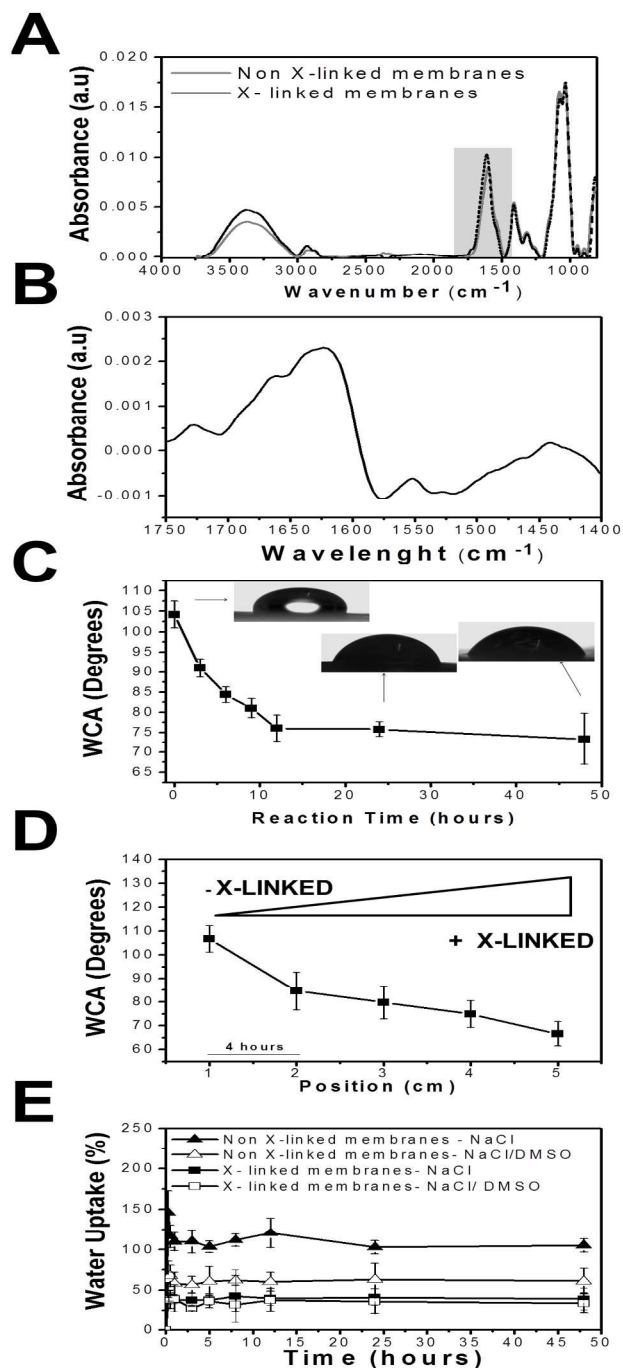 A
0.020
Non X-linked membranes
X- linked membranes
0.015
0.010
0.005
0.000
Absorbance (a.u)
4000 3500 3000 2500 2000 1500 1000
Wavenumber (cm-1)
B
0.003
0.002
0.001
0.000
-0.001
Absorbance (a.u)
1750 1700 1650 1600 1550 1500 1450 1400
Wavelenght (cm-1)
C
110
105
100
95
90
85
80
75
70
65
WCA (Degrees)
0 10 20 30 40 50
Reaction Time (hours)
D
140
130
120
110
100
90
80
70
60
WCA (Degrees)
- X-LINKED
+ X-LINKED
4 hours
1 2 3 4 5
Position (cm)
E
250
200
150
100
50
0
Water Uptake (%)
Non X-linked membranes - NaCl
Non X-linked membranes- NaCl/DMSO
X- linked membranes- NaCl
X- linked membranes- NaCl/ DMSO
0 5 10 15 20 25 30 35 40 45 50
Time (hours)